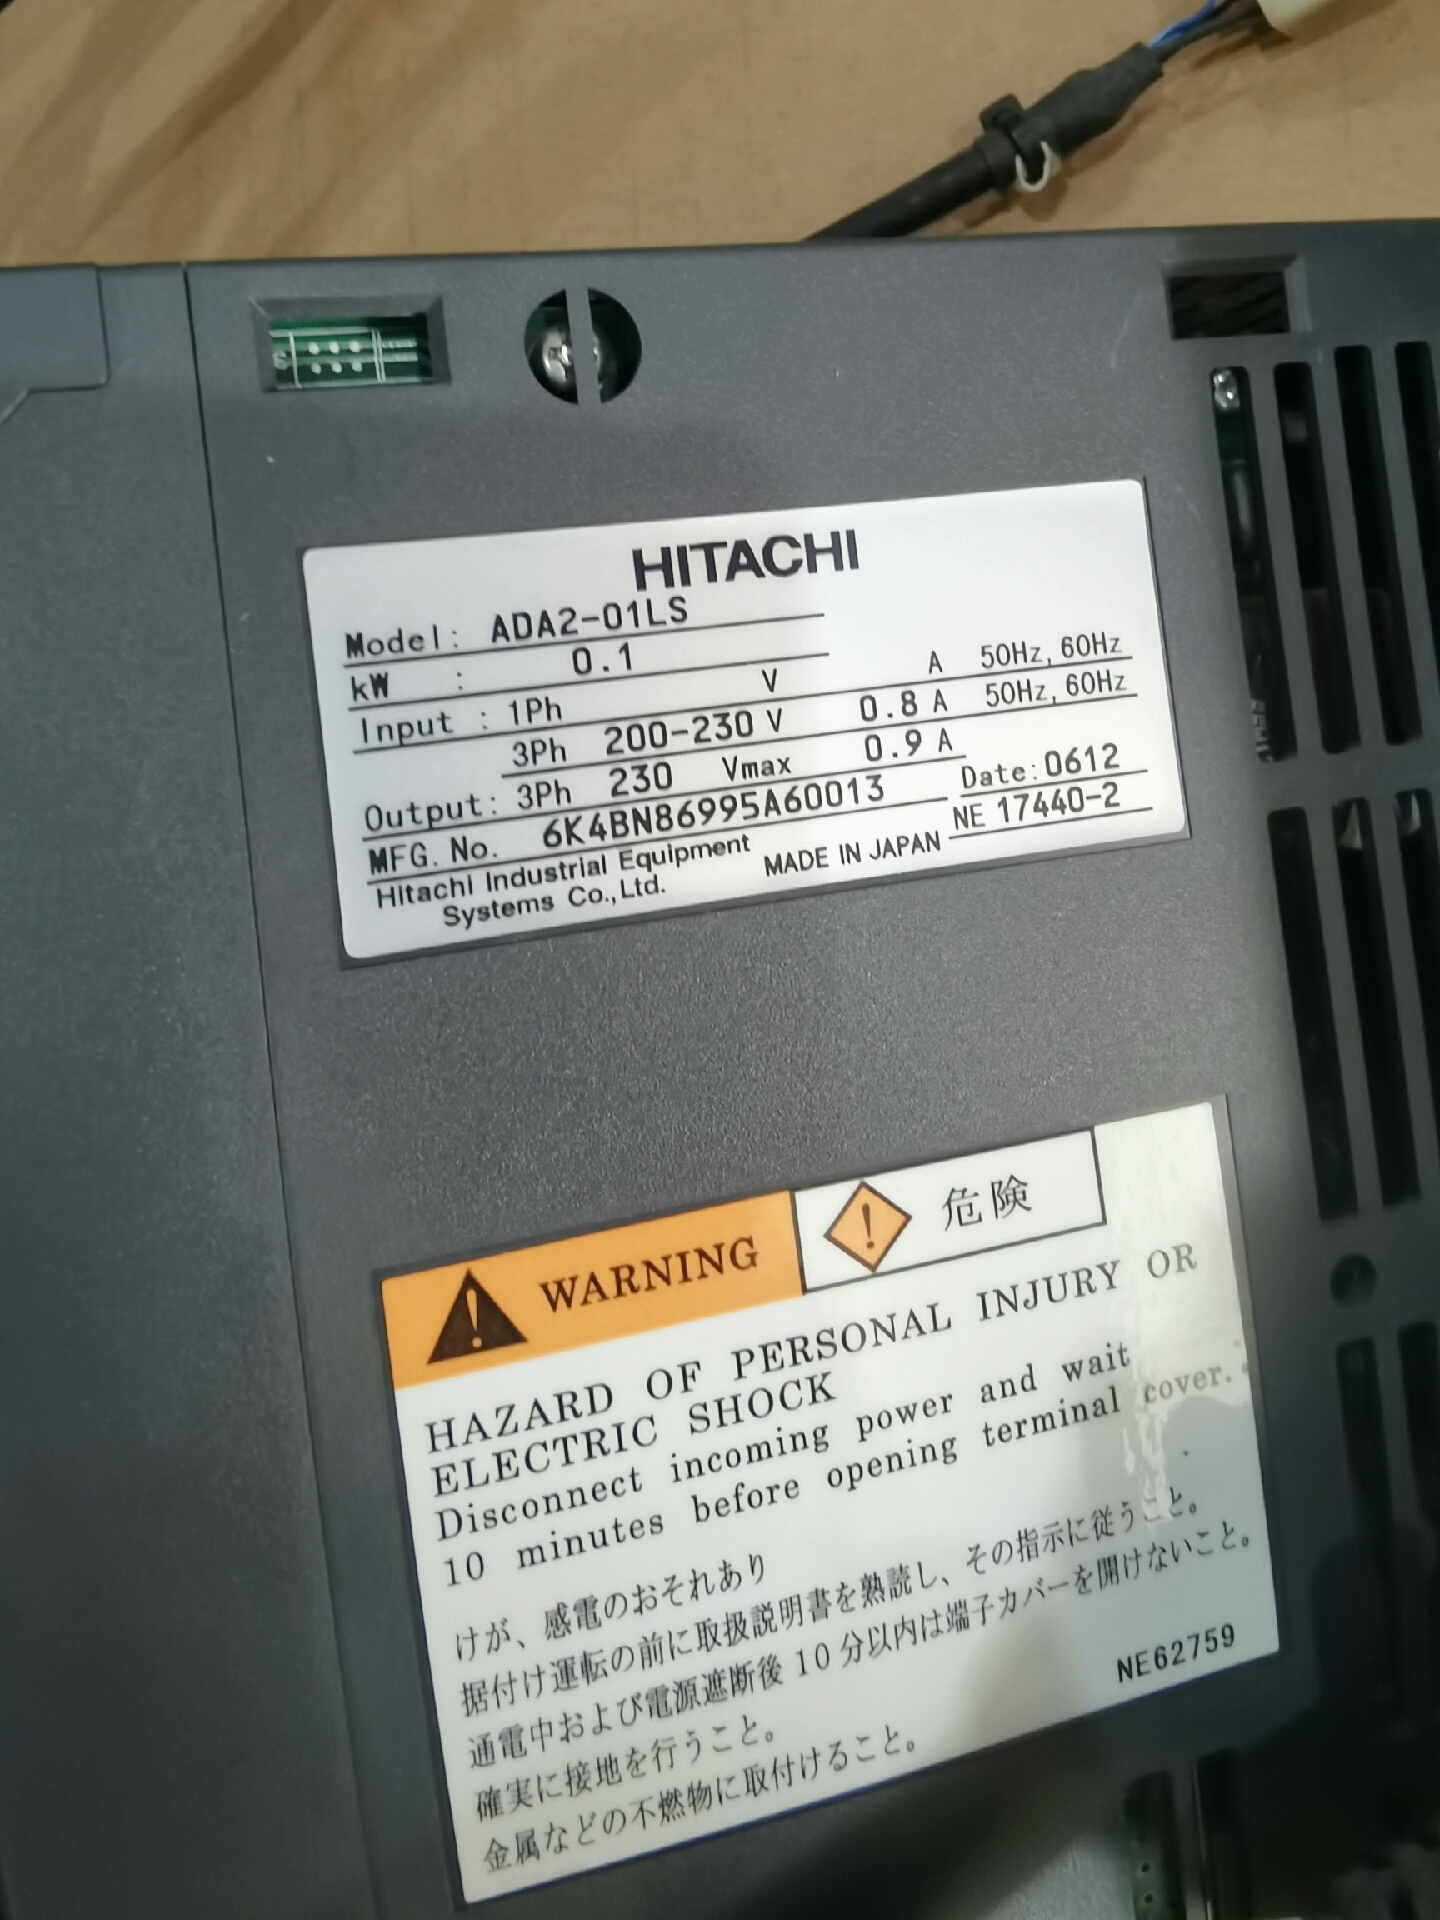 HITACHI
Model: ADA2-01LS
kW : 0.1
Input : 1Ph V A 50Hz, 60Hz
3Ph 200-230 V 0.8 A 50Hz, 60Hz
Output: 3Ph 230 Vmax 0.9 A
MFG. No. 6K4BN86995A60013 Date: 0612
Hitachi Industrial Equipment
Systems Co., Ltd. MADE IN JAPAN NE 17440-2
WARNING 危険
HAZARD OF PERSONAL INJURY OR
ELECTRIC SHOCK
Disconnect incoming power and wait
10 minutes before opening terminal cover.
けが、感電のおそれあり
据付け運転の前に取扱説明書を熟読し、その指示に従うこと。
通電中および電源遮断後10分以内は端子カバーを開けないこと。
確実に接地を行うこと。
金属などの不燃物に取付けること。
NE62759